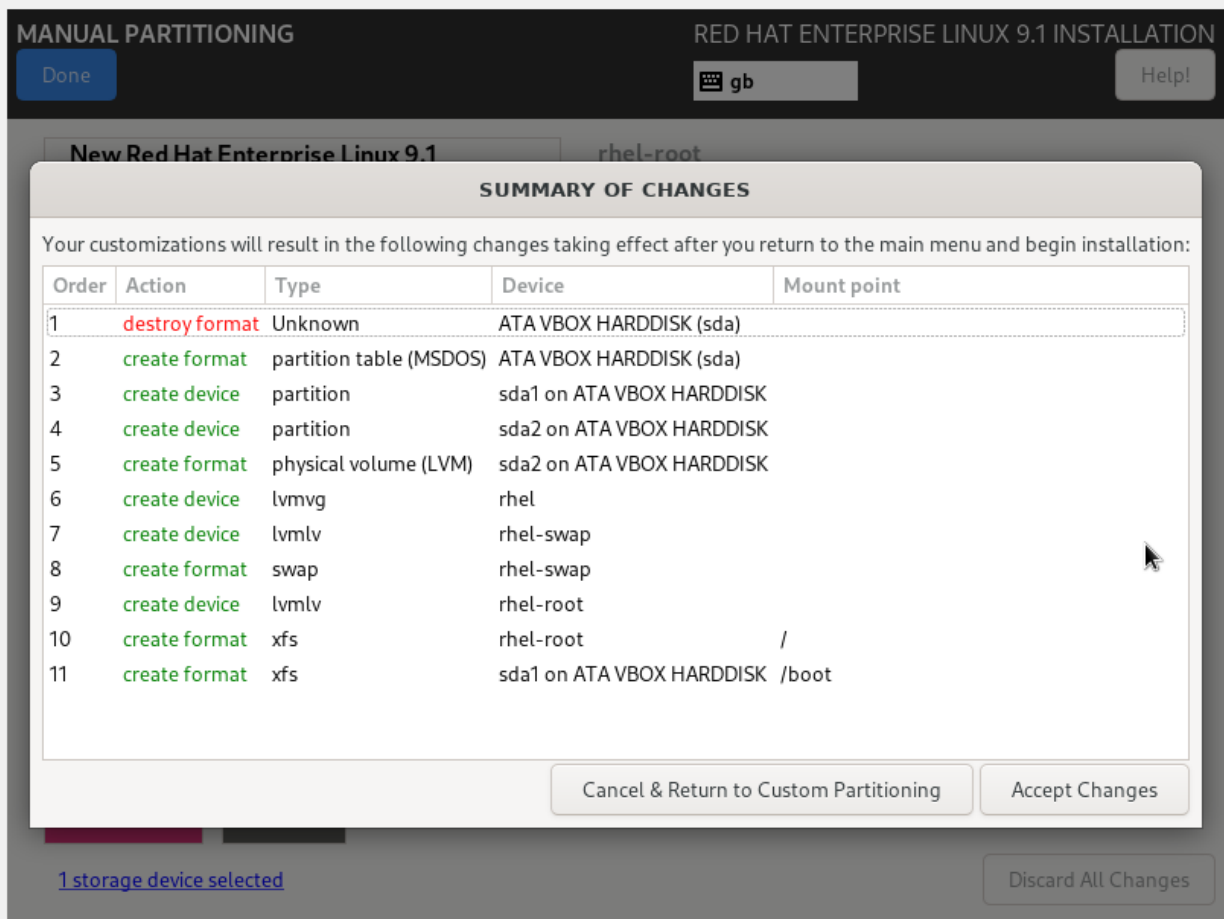 MANUAL PARTITIONING
RED HAT ENTERPRISE LINUX 9.1 INSTALLATION
Done
gb
Help!
New Red Hat Enterprise Linux 9.1
rhel-root
SUMMARY OF CHANGES
Your customizations will result in the following changes taking effect after you return to the main menu and begin installation:
Order Action Type Device Mount point
1 destroy format Unknown ATA VBOX HARDDISK (sda)
2 create format partition table (MSDOS) ATA VBOX HARDDISK (sda)
3 create device partition sda1 on ATA VBOX HARDDISK
4 create device partition sda2 on ATA VBOX HARDDISK
5 create format physical volume (LVM) sda2 on ATA VBOX HARDDISK
6 create device lvmvg rhel
7 create device lvmlv rhel-swap
8 create format swap rhel-swap
9 create device lvmlv rhel-root
10 create format xfs rhel-root /
11 create format xfs sda1 on ATA VBOX HARDDISK /boot
Cancel & Return to Custom Partitioning
Accept Changes
1 storage device selected
Discard All Changes